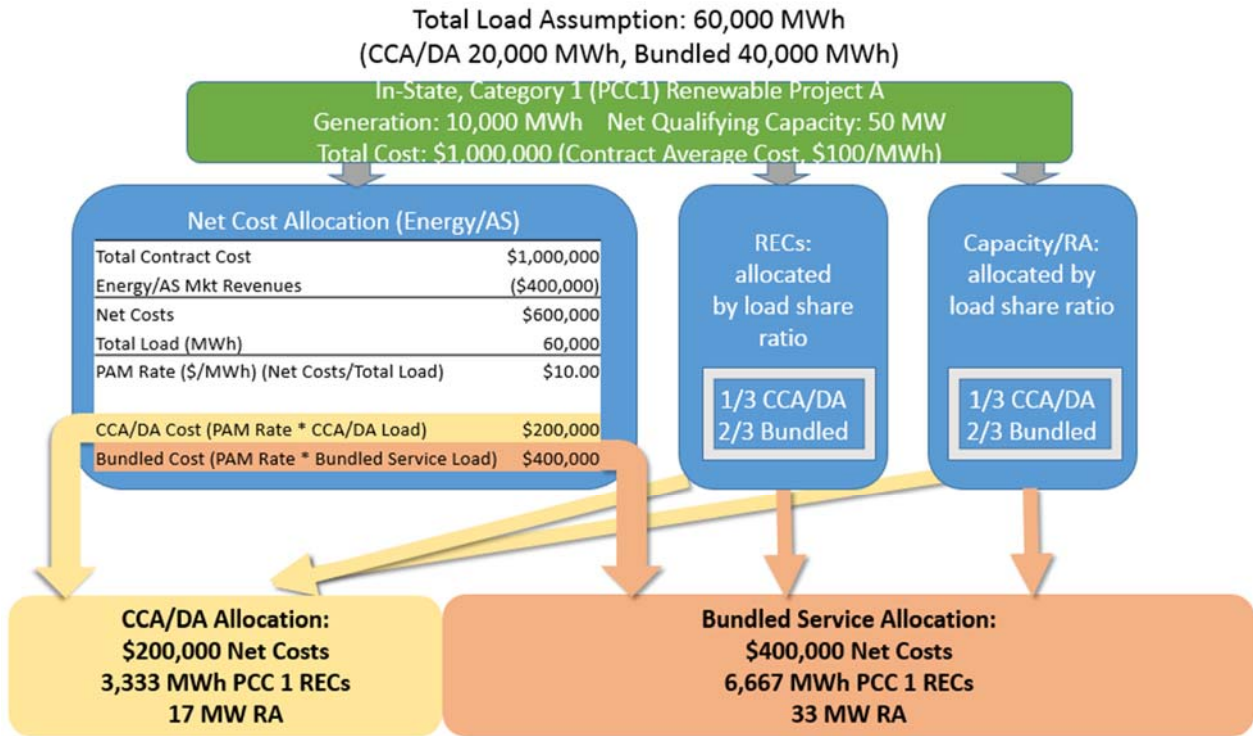 Total Load Assumption: 60,000 MWh
(CCA/DA 20,000 MWh, Bundled 40,000 MWh)
In-State, Category 1 (PCC1) Renewable Project A
Generation: 10,000 MWh Net Qualifying Capacity: 50 MW
Total Cost: $1,000,000 (Contract Average Cost, $100/MWh)
Net Cost Allocation (Energy/AS)
Total Contract Cost $1,000,000
Energy/AS Mkt Revenues ($400,000)
Net Costs $600,000
Total Load (MWh) 60,000
PAM Rate ($/MWh) (Net Costs/Total Load) $10.00
CCA/DA Cost (PAM Rate * CCA/DA Load) $200,000
Bundled Cost (PAM Rate * Bundled Service Load) $400,000
RECs:
allocated
by load share
ratio
1/3 CCA/DA
2/3 Bundled
Capacity/RA:
allocated by
load share ratio
1/3 CCA/DA
2/3 Bundled
CCA/DA Allocation:
$200,000 Net Costs
3,333 MWh PCC 1 RECs
17 MW RA
Bundled Service Allocation:
$400,000 Net Costs
6,667 MWh PCC 1 RECs
33 MW RA